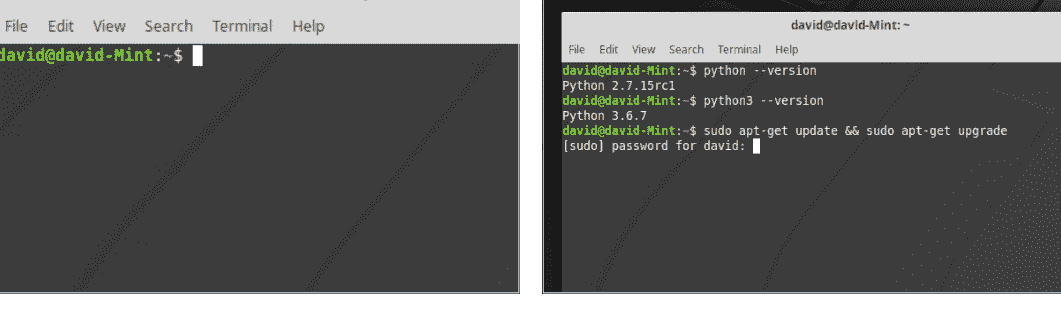 File Edit View Search Terminal Help
david@david-Mint:~$
david@david-Mint: ~
File Edit View Search Terminal Help
david@david-Mint:~$ python --version
Python 2.7.15rc1
david@david-Mint:~$ python3 --version
Python 3.6.7
david@david-Mint:~$ sudo apt-get update && sudo apt-get upgrade
[sudo] password for david: